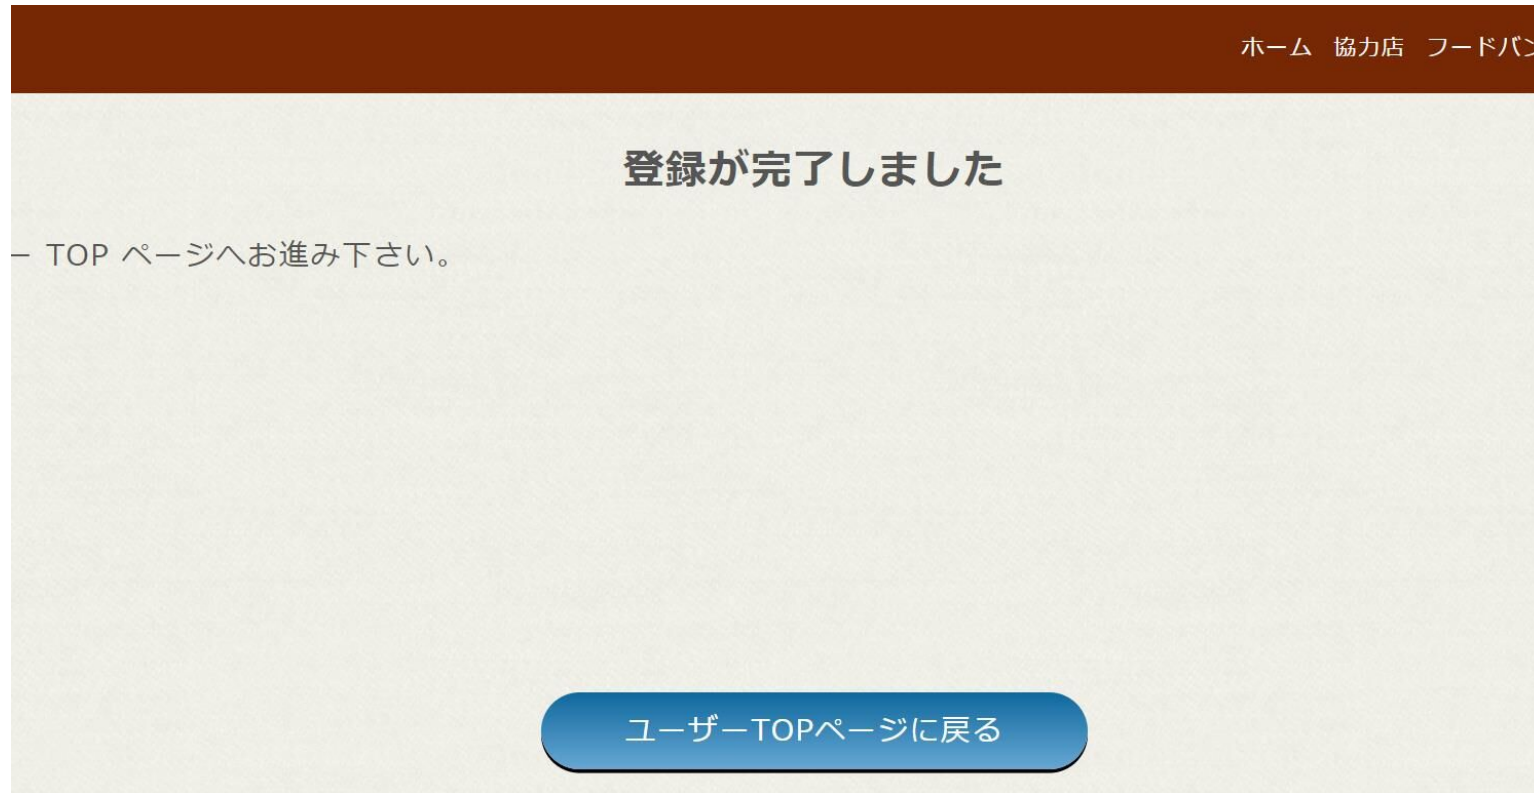 ホーム 協力店 フードバン
登録が完了しました
ー TOP ページへお進み下さい。
ユーザーTOPページに戻る